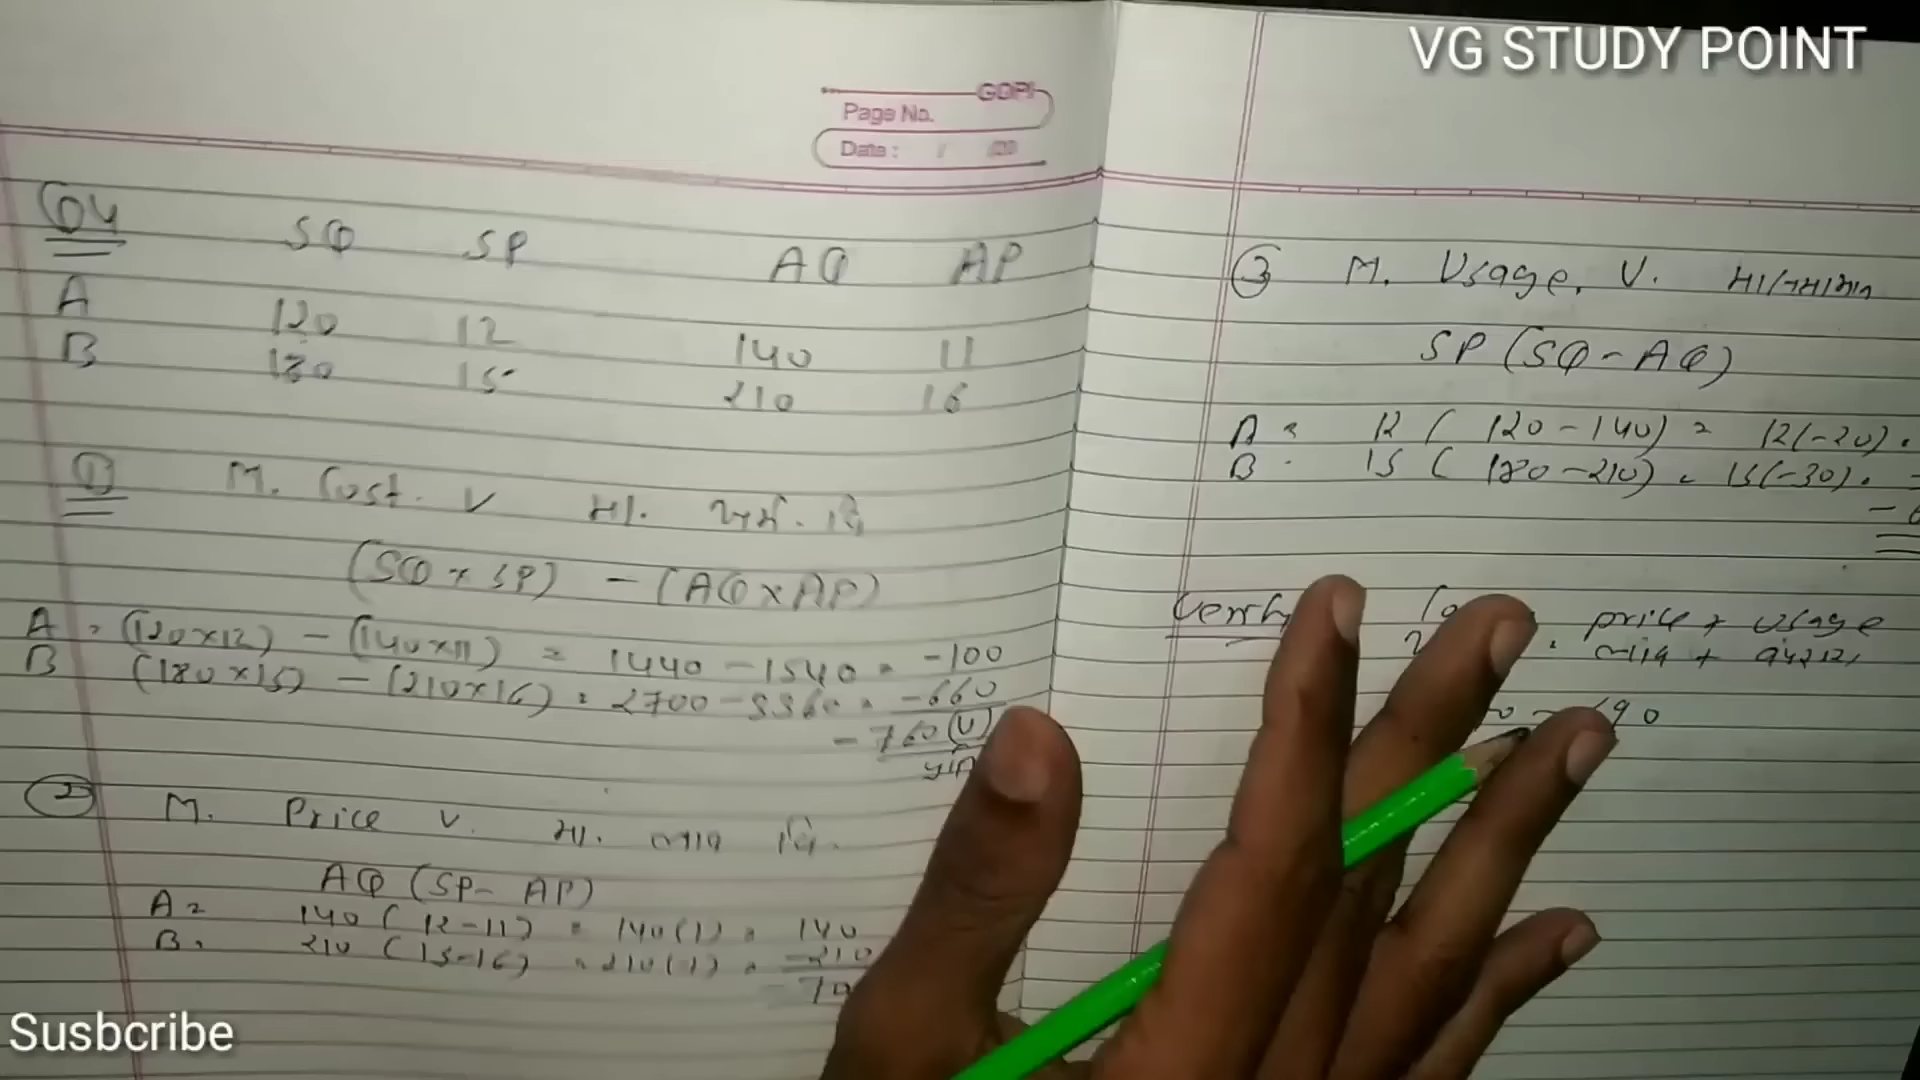 VG STUDY POINT
GOPI
Page No.
Date :
Q4
SQ SP AQ AP
A 120 12 140 11
B 180 15 210 16
① M. Cost. V
(SQ × SP) - (AQ × AP)
A = (120×12) - (140×11) = 1440 - 1540 = -100
B (180×15) - (210×16) = 2700 - 3360 = -660
-760 (U)
② M. Price V.
AQ (SP - AP)
A = 140 (12-11) = 140(1) = 140
B = 210 (15-16) = 210(-1) = -210
-70
③ M. Usage. V.
SP (SQ - AQ)
A = 12 ( 120 - 140) = 12(-20).
B = 15 ( 180 - 210) = 15(-30).
price + usage
Susbcribe